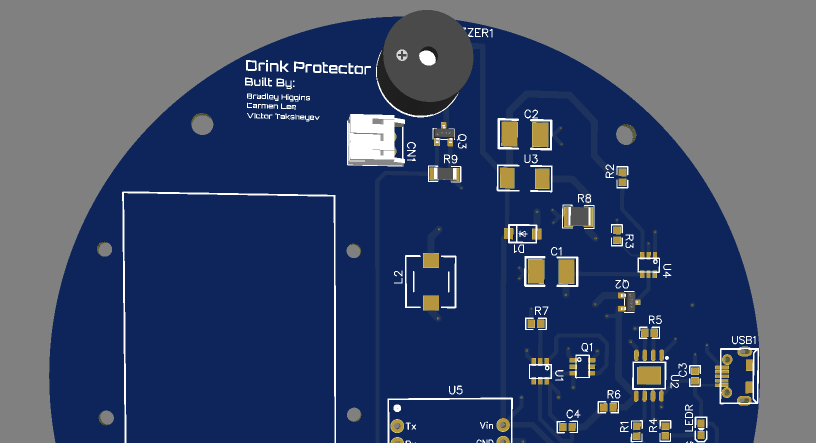 ZZER1
Drink Protector
Built By:
Bradley Higgins
Carmen Lee
Victor Taksheyev
CN1
Q3
R9
C2
U3
R2
R8
R3
D1
C1
U4
L2
Q2
R7
R5
USB1
Q1
U1
U2
C3
U5
R6
LEDR
Tx
Vin
C4
R1
R4
GND